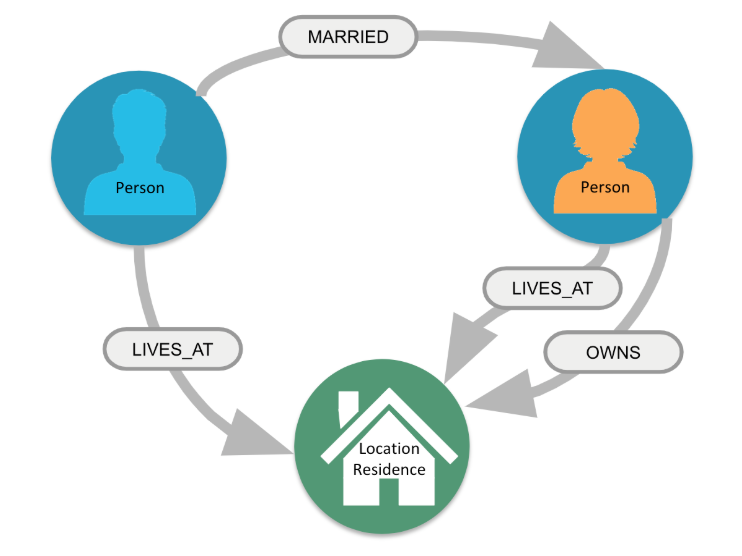 MARRIED
Person
Person
LIVES_AT
LIVES_AT
OWNS
Location
Residence